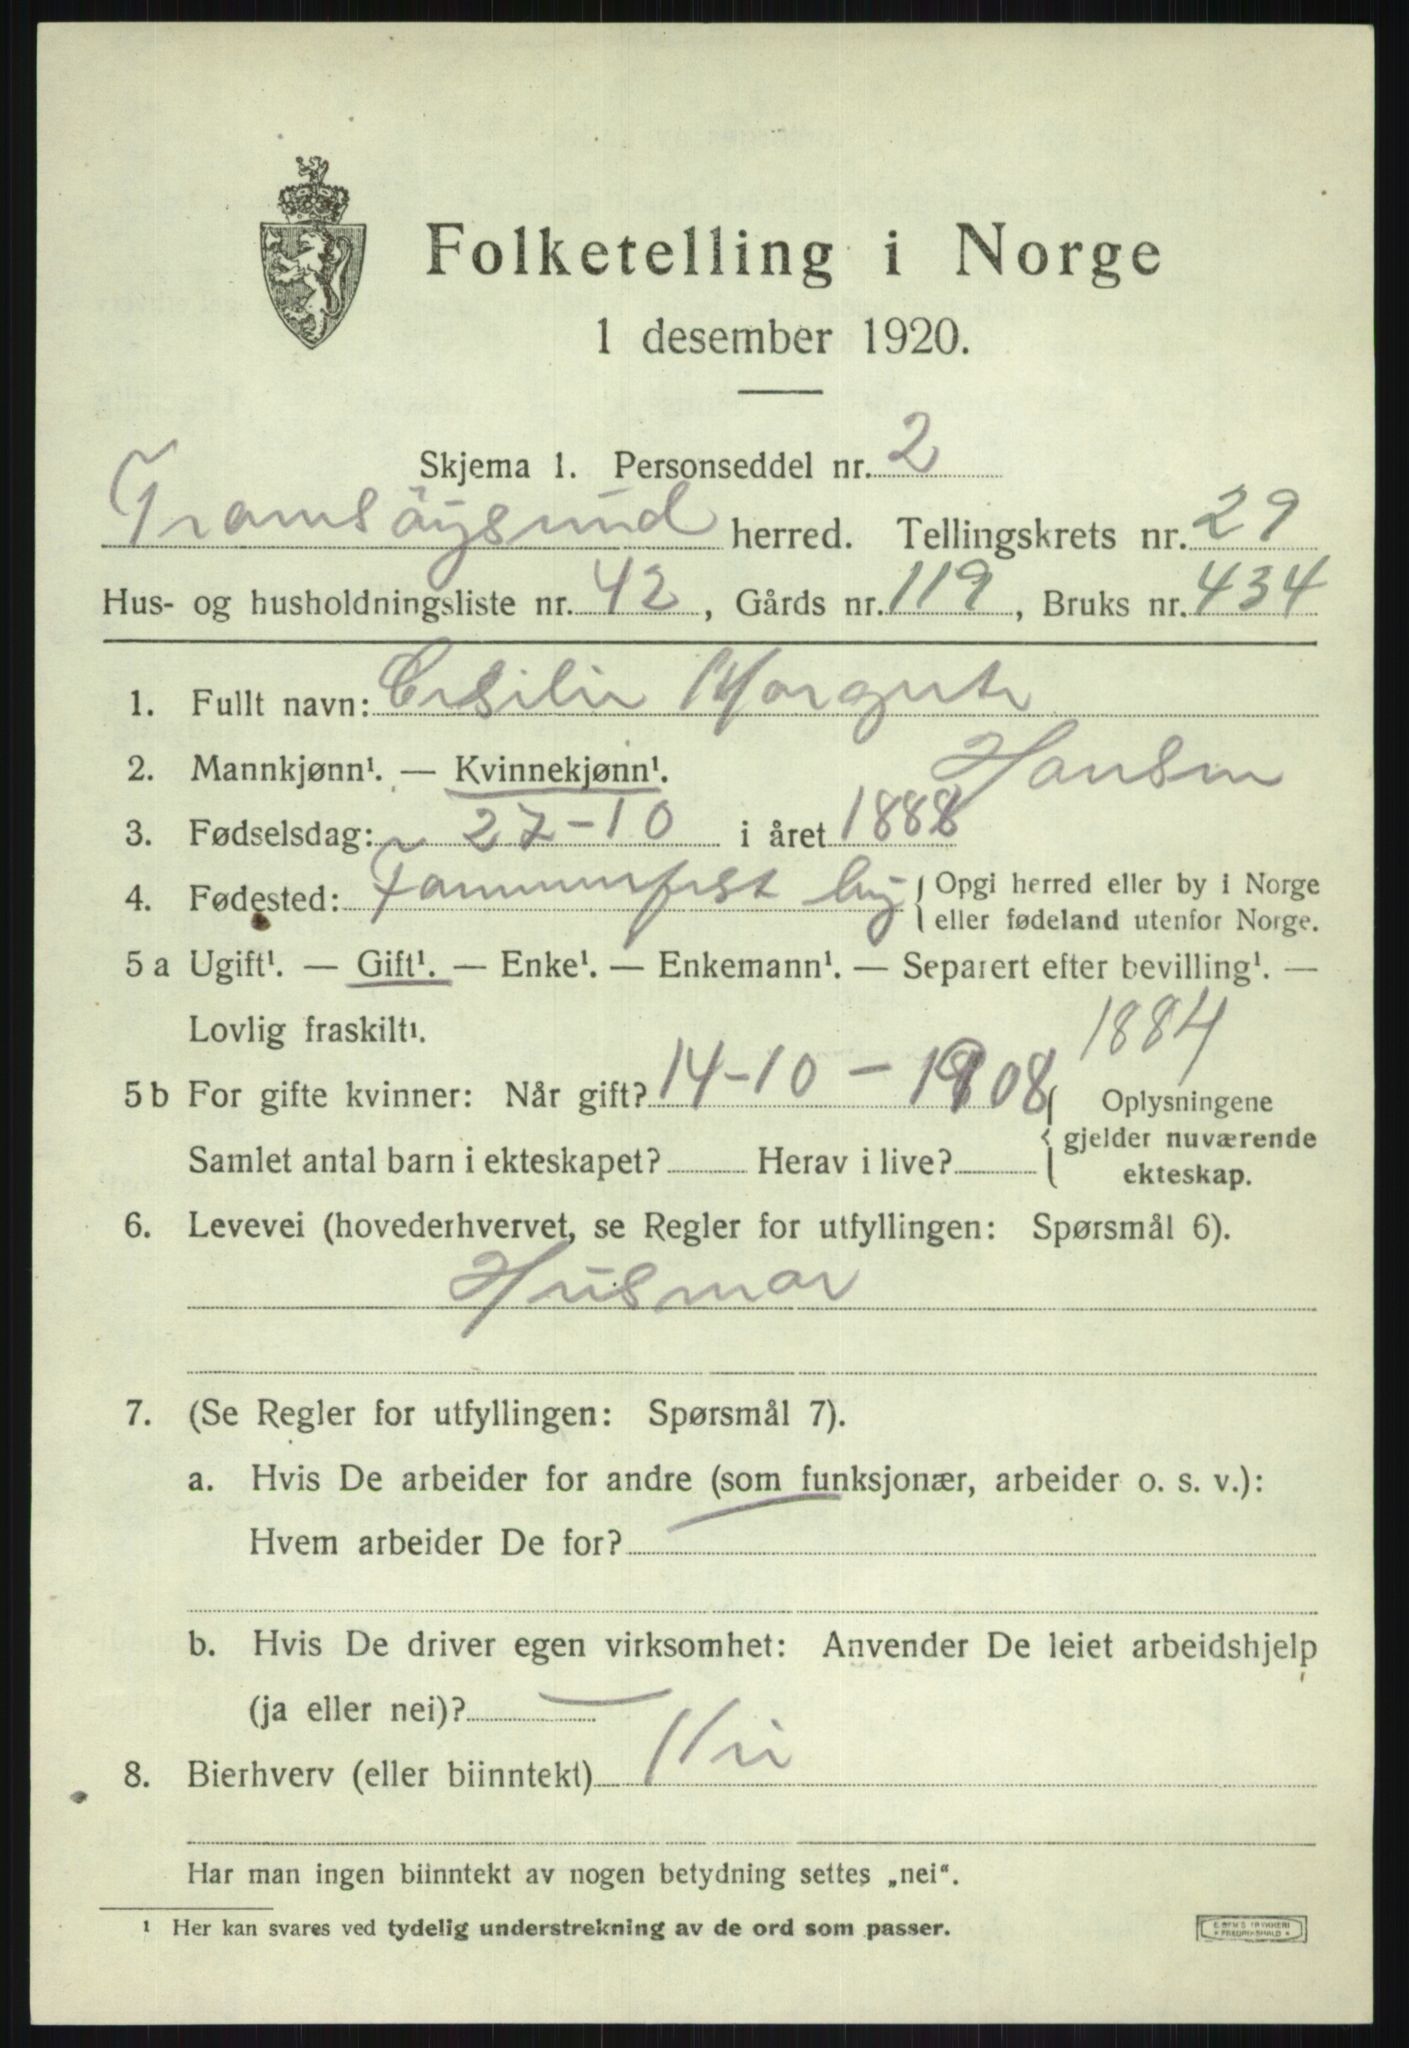 Folketelling i Norge
1 desember 1920.
Skjema 1. Personseddel nr. 2
Tromsöysund herred. Tellingskrets nr. 29
Hus- og husholdningsliste nr. 42, Gårds nr. 119, Bruks nr. 434
1. Fullt navn: Cesilie Margrete
Hansen
2. Mannkjønn¹. — Kvinnekjønn¹.
3. Fødselsdag: 27-10 i året 1888
4. Fødested: by { Opgi herred eller by i Norge
eller fødeland utenfor Norge.
5 a Ugift¹. — Gift¹. — Enke¹. — Enkemann¹. — Separert efter bevilling¹. —
Lovlig fraskilt¹.
1884
5 b For gifte kvinner: Når gift? 14-10-1908 { Oplysningene
gjelder nuværende
Samlet antal barn i ekteskapet? Herav i live?
ekteskap.
6. Levevei (hovederhvervet, se Regler for utfyllingen: Spørsmål 6).
Husmor
7. (Se Regler for utfyllingen: Spørsmål 7).
a. Hvis De arbeider for andre (som funksjonær, arbeider o. s. v.):
Hvem arbeider De for? —
b. Hvis De driver egen virksomhet: Anvender De leiet arbeidshjelp
(ja eller nei)? —
8. Bierhverv (eller biinntekt) Nei
Har man ingen biinntekt av nogen betydning settes „nei“.
¹ Her kan svares ved tydelig understrekning av de ord som passer.